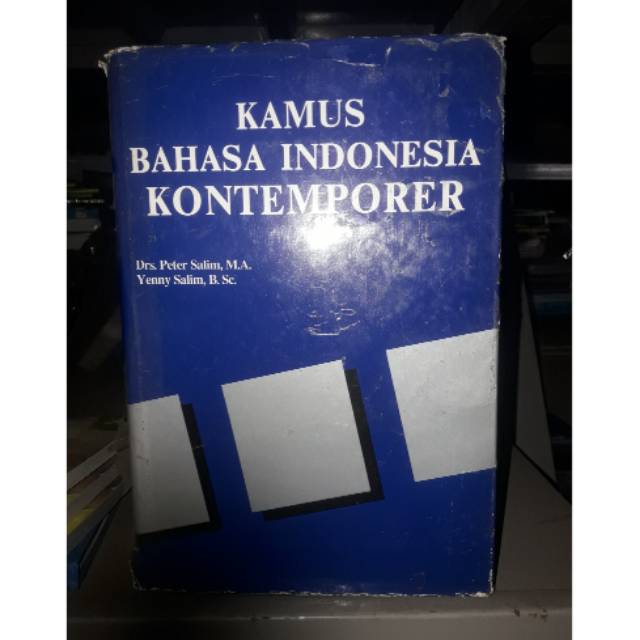 KAMUS
BAHASA INDONESIA
KONTEMPORER
Drs. Peter Salim, M.A.
Yenny Salim, B. Sc.